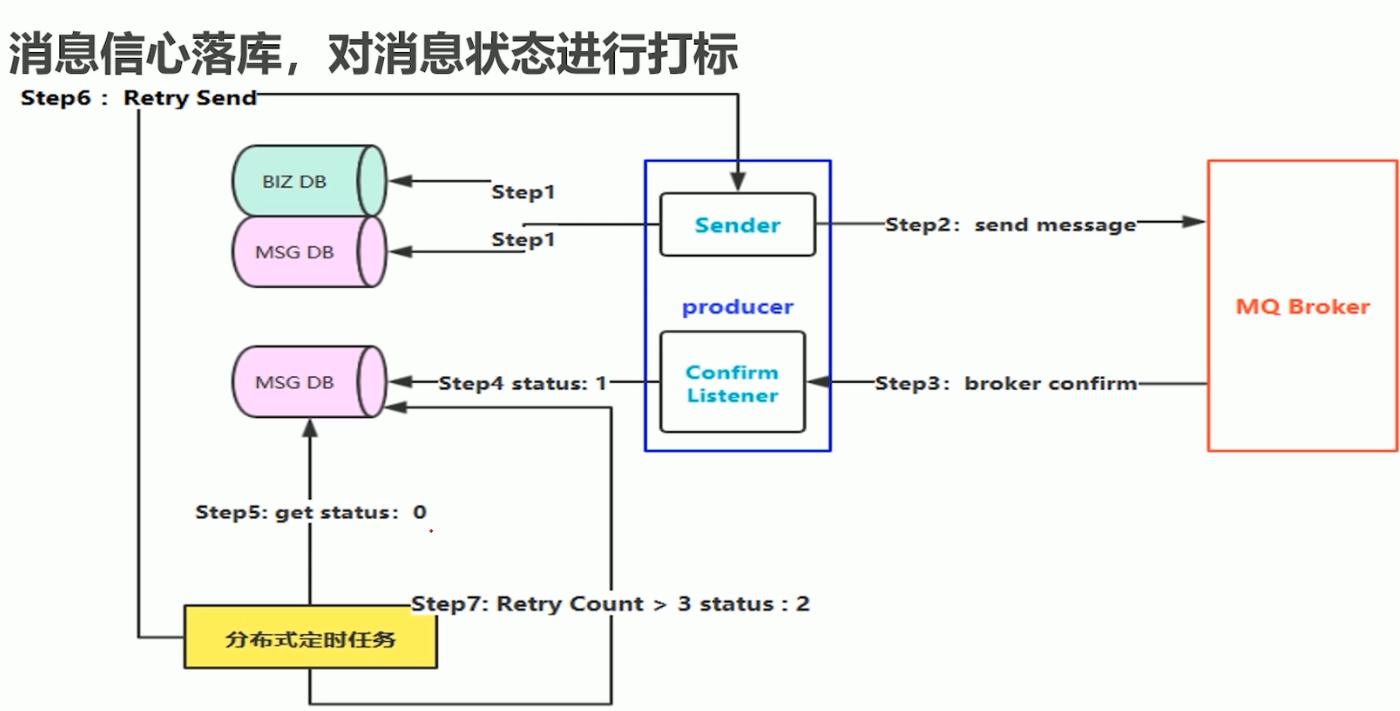 消息信心落库，对消息状态进行打标
Step6： Retry Send
BIZ DB
Step1
MSG DB
Step1
Sender
Step2：send message
producer
MQ Broker
MSG DB
Step4 status: 1
Confirm
Listener
Step3：broker confirm
Step5: get status：0
Step7: Retry Count > 3 status : 2
分布式定时任务